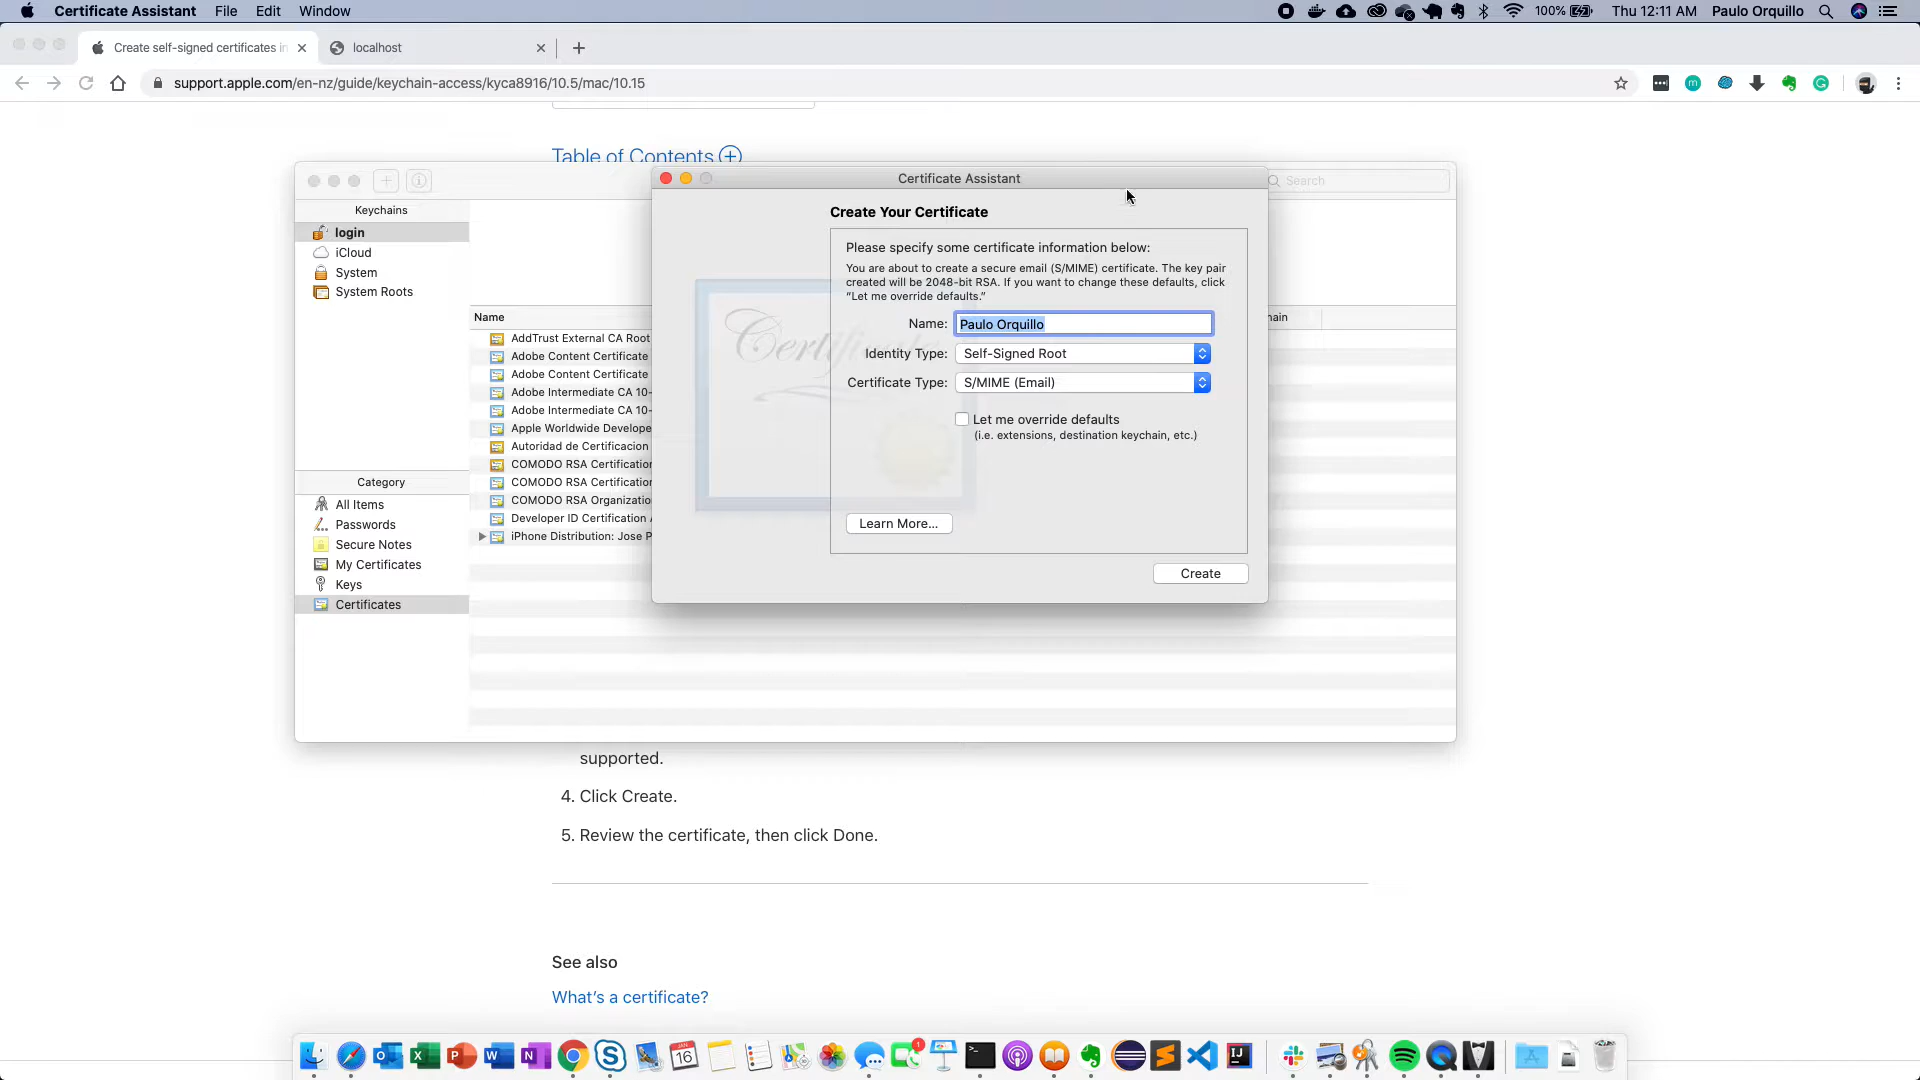 Certificate Assistant File Edit Window 100% Thu 12:11 AM Paulo Orquillo
Create self-signed certificates in localhost
support.apple.com/en-nz/guide/keychain-access/kyca8916/10.5/mac/10.15
Table of Contents
Certificate Assistant
Search
Keychains
login
iCloud
System
System Roots
Category
All Items
Passwords
Secure Notes
My Certificates
Keys
Certificates
Name
AddTrust External CA Root
Adobe Content Certificate
Adobe Content Certificate
Adobe Intermediate CA 10-
Adobe Intermediate CA 10-
Apple Worldwide Develope
Autoridad de Certificacion
COMODO RSA Certification
COMODO RSA Certification
COMODO RSA Organizatio
Developer ID Certification
iPhone Distribution: Jose P
Create Your Certificate
Please specify some certificate information below:
You are about to create a secure email (S/MIME) certificate. The key pair
created will be 2048-bit RSA. If you want to change these defaults, click
“Let me override defaults.”
Name: Paulo Orquillo
Identity Type: Self-Signed Root
Certificate Type: S/MIME (Email)
Let me override defaults
(i.e. extensions, destination keychain, etc.)
Learn More...
Create
supported.
4. Click Create.
5. Review the certificate, then click Done.
See also
What’s a certificate?
JAN
16
1